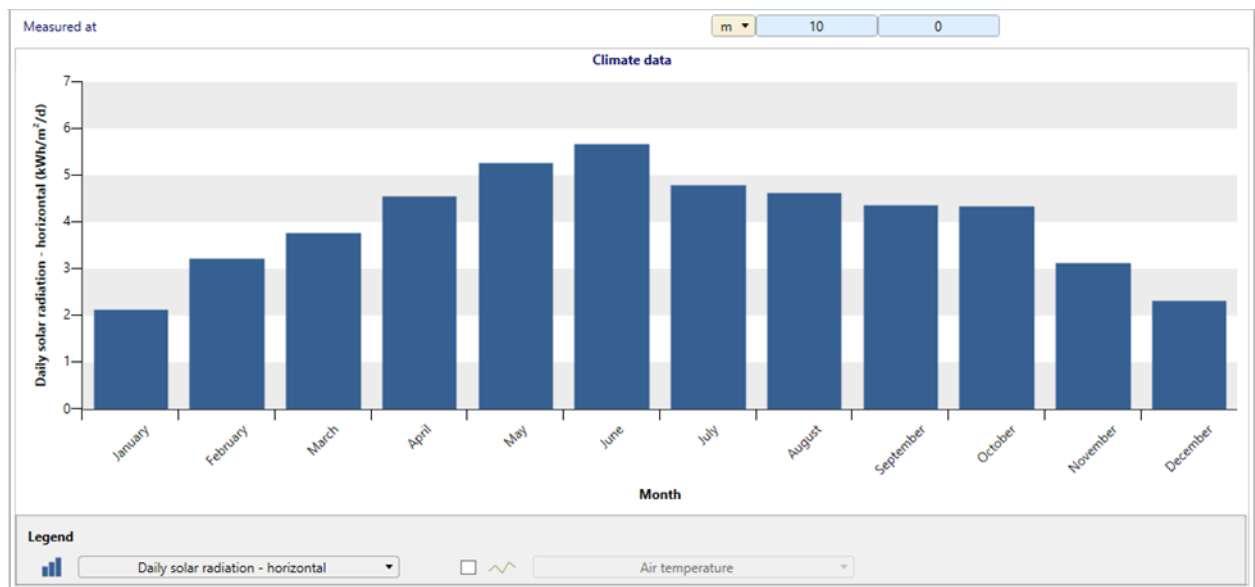 Measured at m 10 0
Climate data
Daily solar radiation - horizontal (kWh/m²/d)
7
6
5
4
3
2
1
0
January February March April May June July August September October November December
Month
Legend
Daily solar radiation - horizontal Air temperature